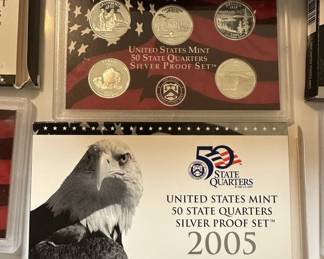 UNITED STATES MINT
50 STATE QUARTERS
SILVER PROOF SET™
50
STATE
QUARTERS
UNITED STATES MINT
50 STATE QUARTERS
SILVER PROOF SET™
2005